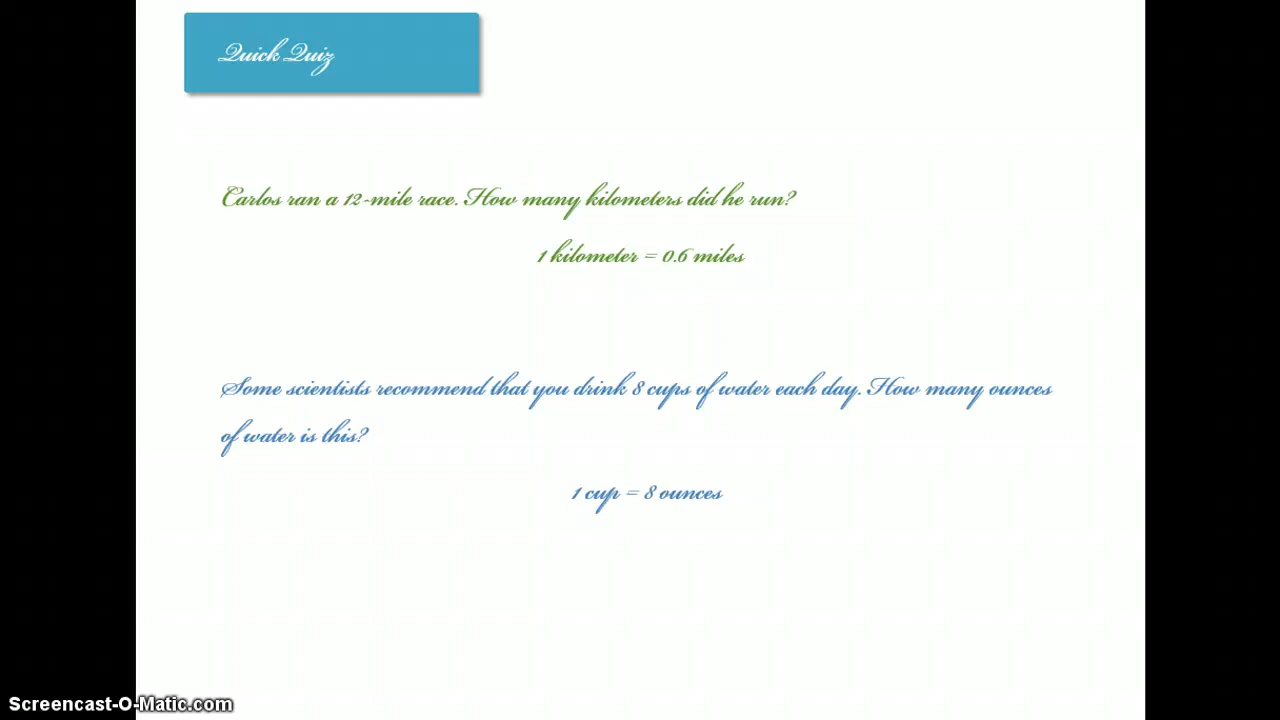 Quick Quiz
Carlos ran a 12-mile race. How many kilometers did he run?
1 kilometer = 0.6 miles
Some scientists recommend that you drink 8 cups of water each day. How many ounces
of water is this?
1 cup = 8 ounces
Screencast-O-Matic.com